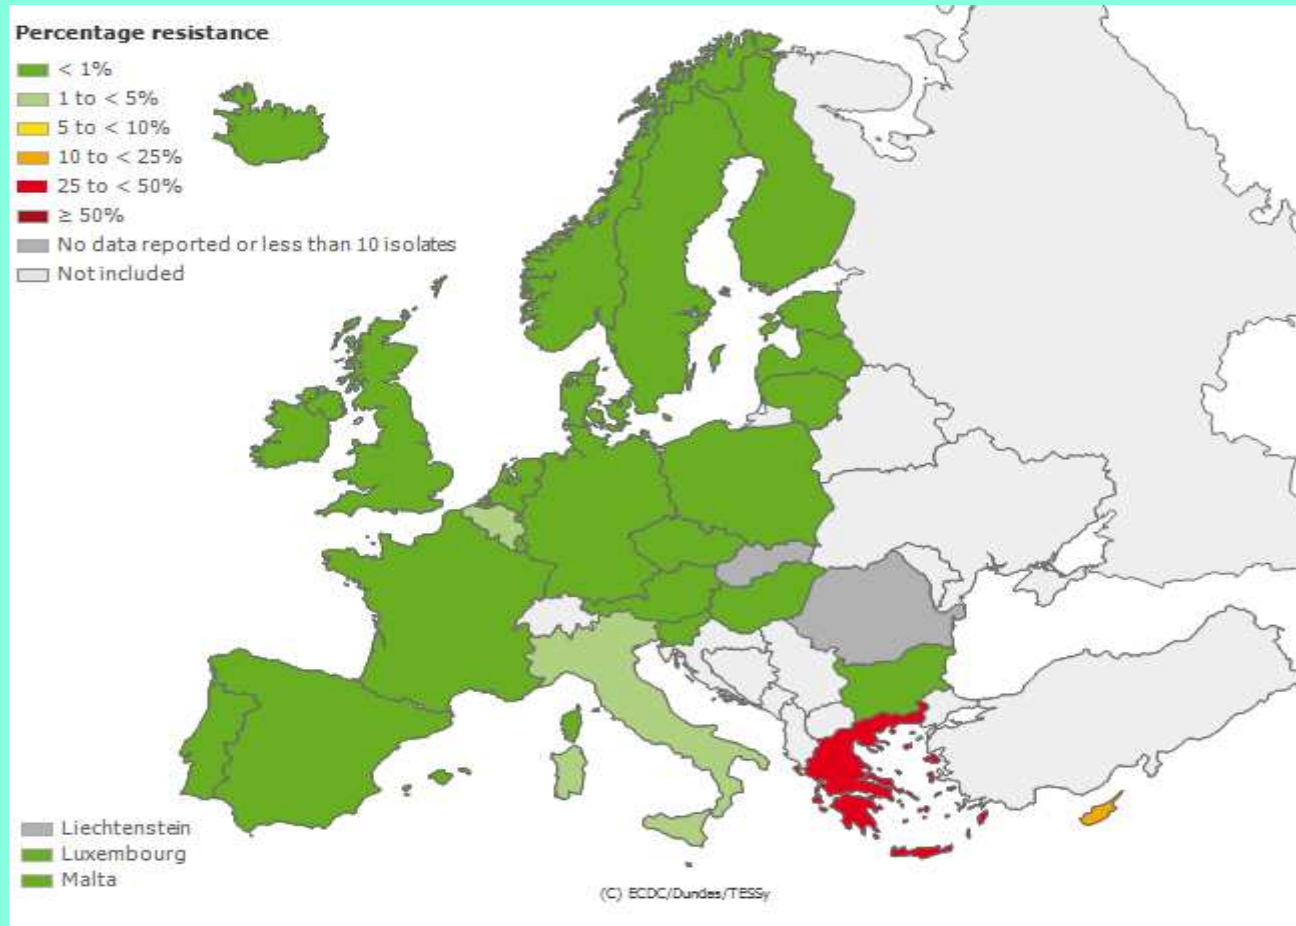 Percentage resistance
< 1%
1 to < 5%
5 to < 10%
10 to < 25%
25 to < 50%
≥ 50%
No data reported or less than 10 isolates
Not included
Liechtenstein
Luxembourg
Malta
(C) ECDC/Dundas/TESSy